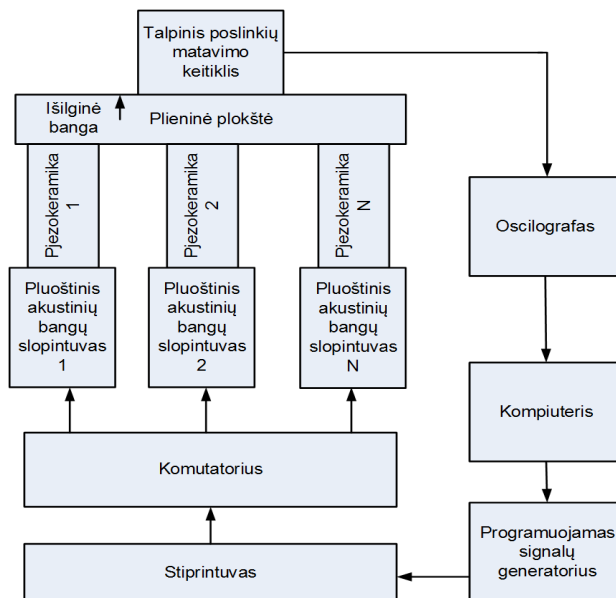 Talpinis poslinkių
matavimo
keitiklis
Išilginė
banga
Plieninė plokštė
Pjezokeramika
1
Pjezokeramika
2
Pjezokeramika
N
Pluoštinis
akustinių
bangų
slopintuvas
1
Pluoštinis
akustinių
bangų
slopintuvas
2
Pluoštinis
akustinių
bangų
slopintuvas
N
Oscilografas
Kompiuteris
Komutatorius
Programuojamas
signalų
generatorius
Stiprintuvas